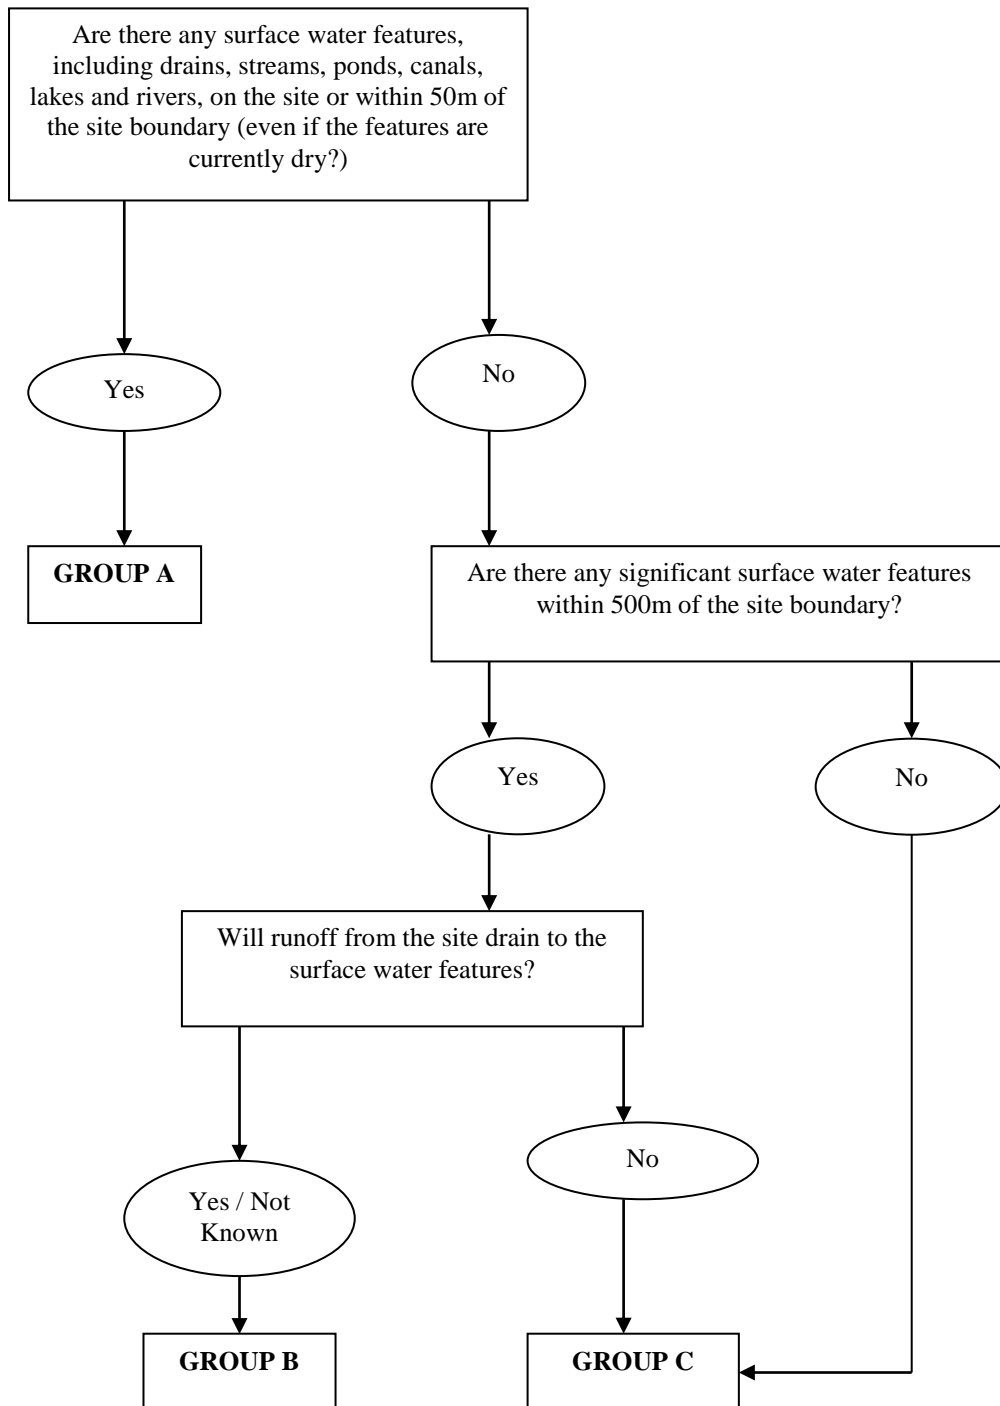 Are there any surface water features,
including drains, streams, ponds, canals,
lakes and rivers, on the site or within 50m of
the site boundary (even if the features are
currently dry?)
Yes
No
GROUP A
Are there any significant surface water features
within 500m of the site boundary?
Yes
No
Will runoff from the site drain to the
surface water features?
Yes / Not
Known
No
GROUP B
GROUP C